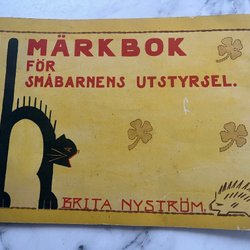 MÄRKBOK
FÖR
SMÅBARNENS UTSTYRSEL.
BRITA NYSTRÖM.